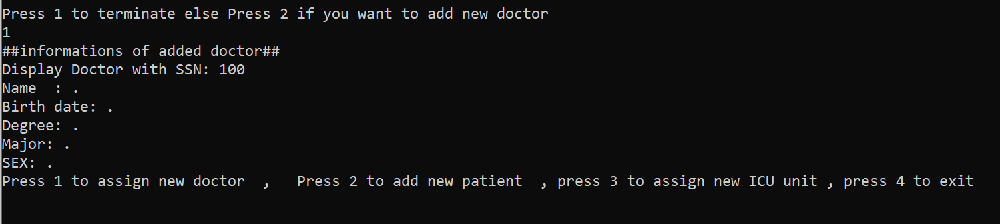 Press 1 to terminate else Press 2 if you want to add new doctor
1
##informations of added doctor##
Display Doctor with SSN: 100
Name  : .
Birth date: .
Degree: .
Major: .
SEX: .
Press 1 to assign new doctor  ,   Press 2 to add new patient  , press 3 to assign new ICU unit , press 4 to exit